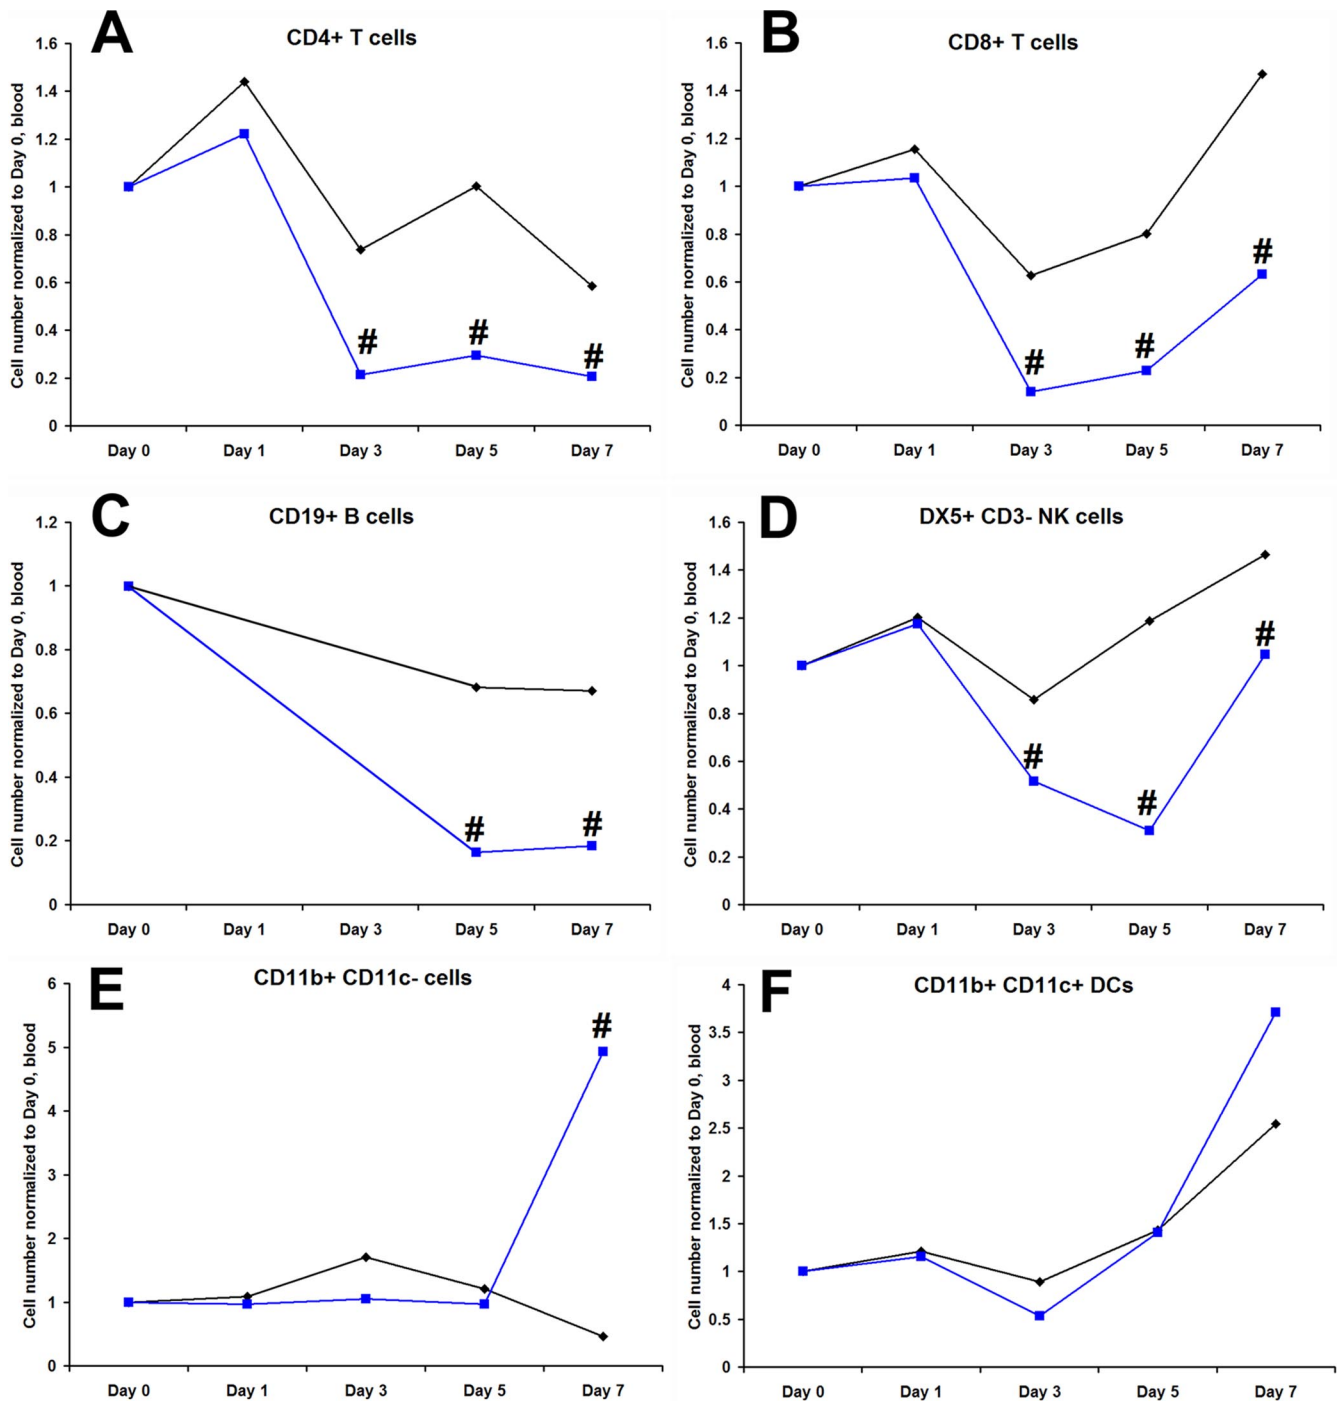 A
CD4+ T cells
Cell number normalized to Day 0, blood
1.6
1.4
1.2
1
0.8
0.6
0.4
0.2
0
#
#
#
Day 0 Day 1 Day 3 Day 5 Day 7
B
CD8+ T cells
Cell number normalized to Day 0, blood
1.6
1.4
1.2
1
0.8
0.6
0.4
0.2
0
#
#
#
Day 0 Day 1 Day 3 Day 5 Day 7
C
CD19+ B cells
Cell number normalized to Day 0, blood
1.2
1
0.8
0.6
0.4
0.2
0
#
#
Day 0 Day 1 Day 3 Day 5 Day 7
D
DX5+ CD3- NK cells
Cell number normalized to Day 0, blood
1.6
1.4
1.2
1
0.8
0.6
0.4
0.2
0
#
#
#
Day 0 Day 1 Day 3 Day 5 Day 7
E
CD11b+ CD11c- cells
Cell number normalized to Day 0, blood
6
5
4
3
2
1
0
#
Day 0 Day 1 Day 3 Day 5 Day 7
F
CD11b+ CD11c+ DCs
Cell number normalized to Day 0, blood
4
3.5
3
2.5
2
1.5
1
0.5
0
Day 0 Day 1 Day 3 Day 5 Day 7